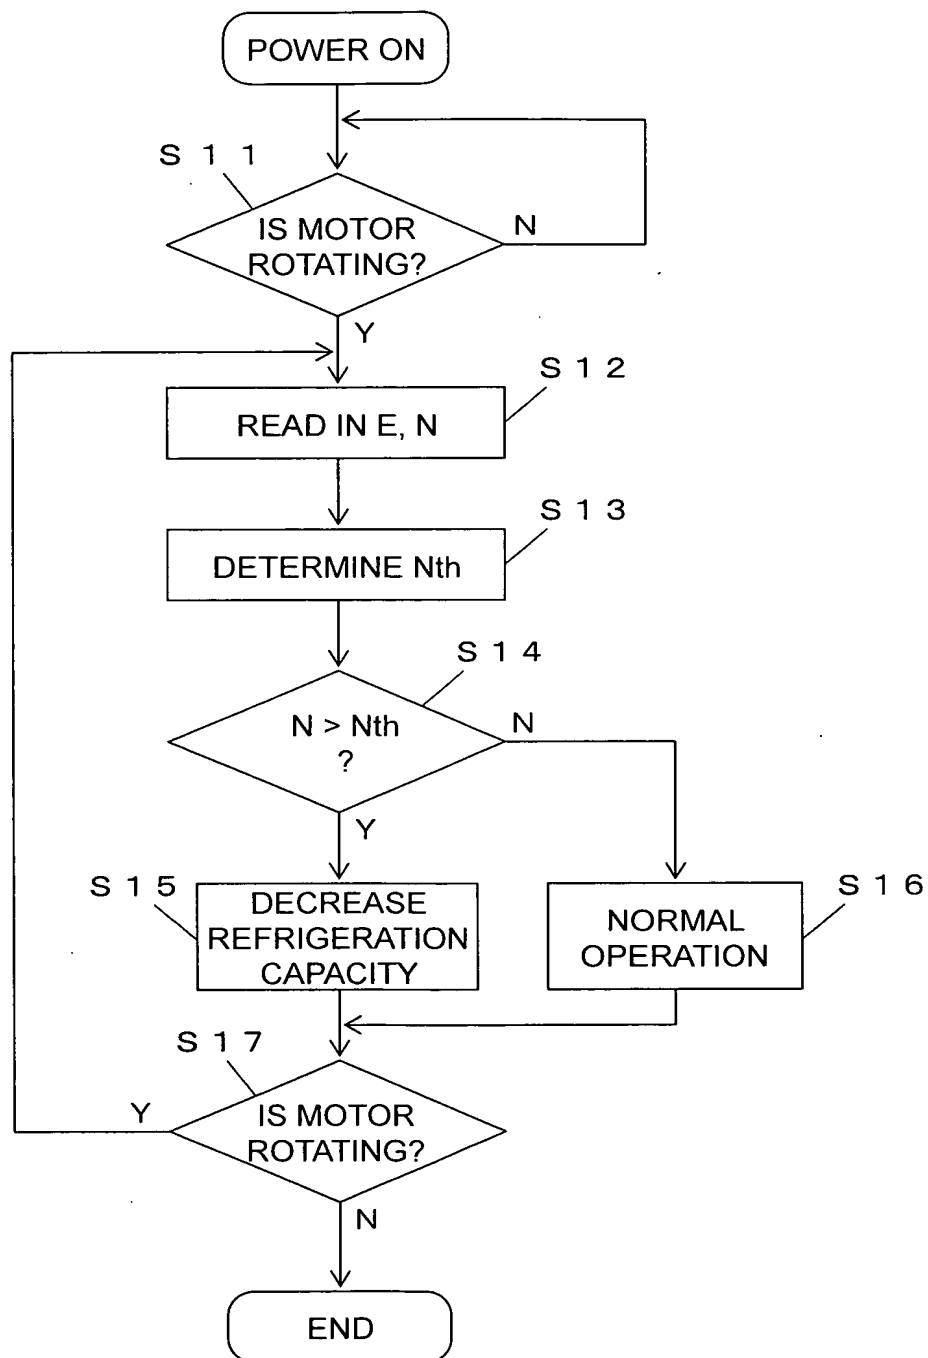 POWER ON
S 1 1
IS MOTOR
ROTATING?
N
Y
S 1 2
READ IN E, N
S 1 3
DETERMINE Nth
S 1 4
N > Nth
?
N
Y
S 1 5
DECREASE
REFRIGERATION
CAPACITY
S 1 6
NORMAL
OPERATION
S 1 7
IS MOTOR
ROTATING?
Y
N
END